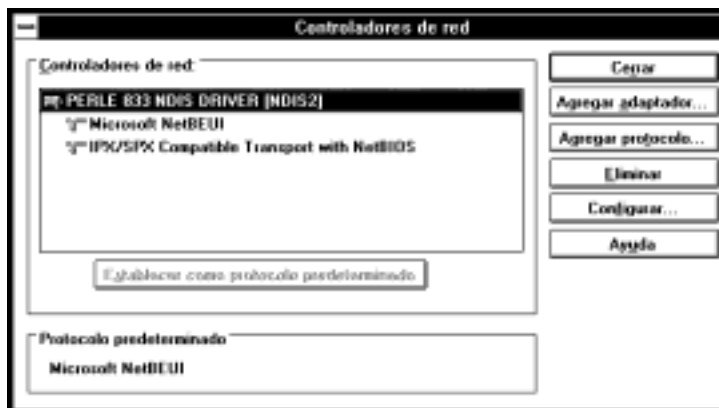 Controladores de red
Controladores de red:
PERLE 833 NDIS DRIVER [NDIS2]
Microsoft NetBEUI
IPX/SPX Compatible Transport with NetBIOS
Establecer como protocolo predeterminado
Protocolo predeterminado
Microsoft NetBEUI
Cerrar
Agregar adaptador...
Agregar protocolo...
Eliminar
Configurar...
Ayuda